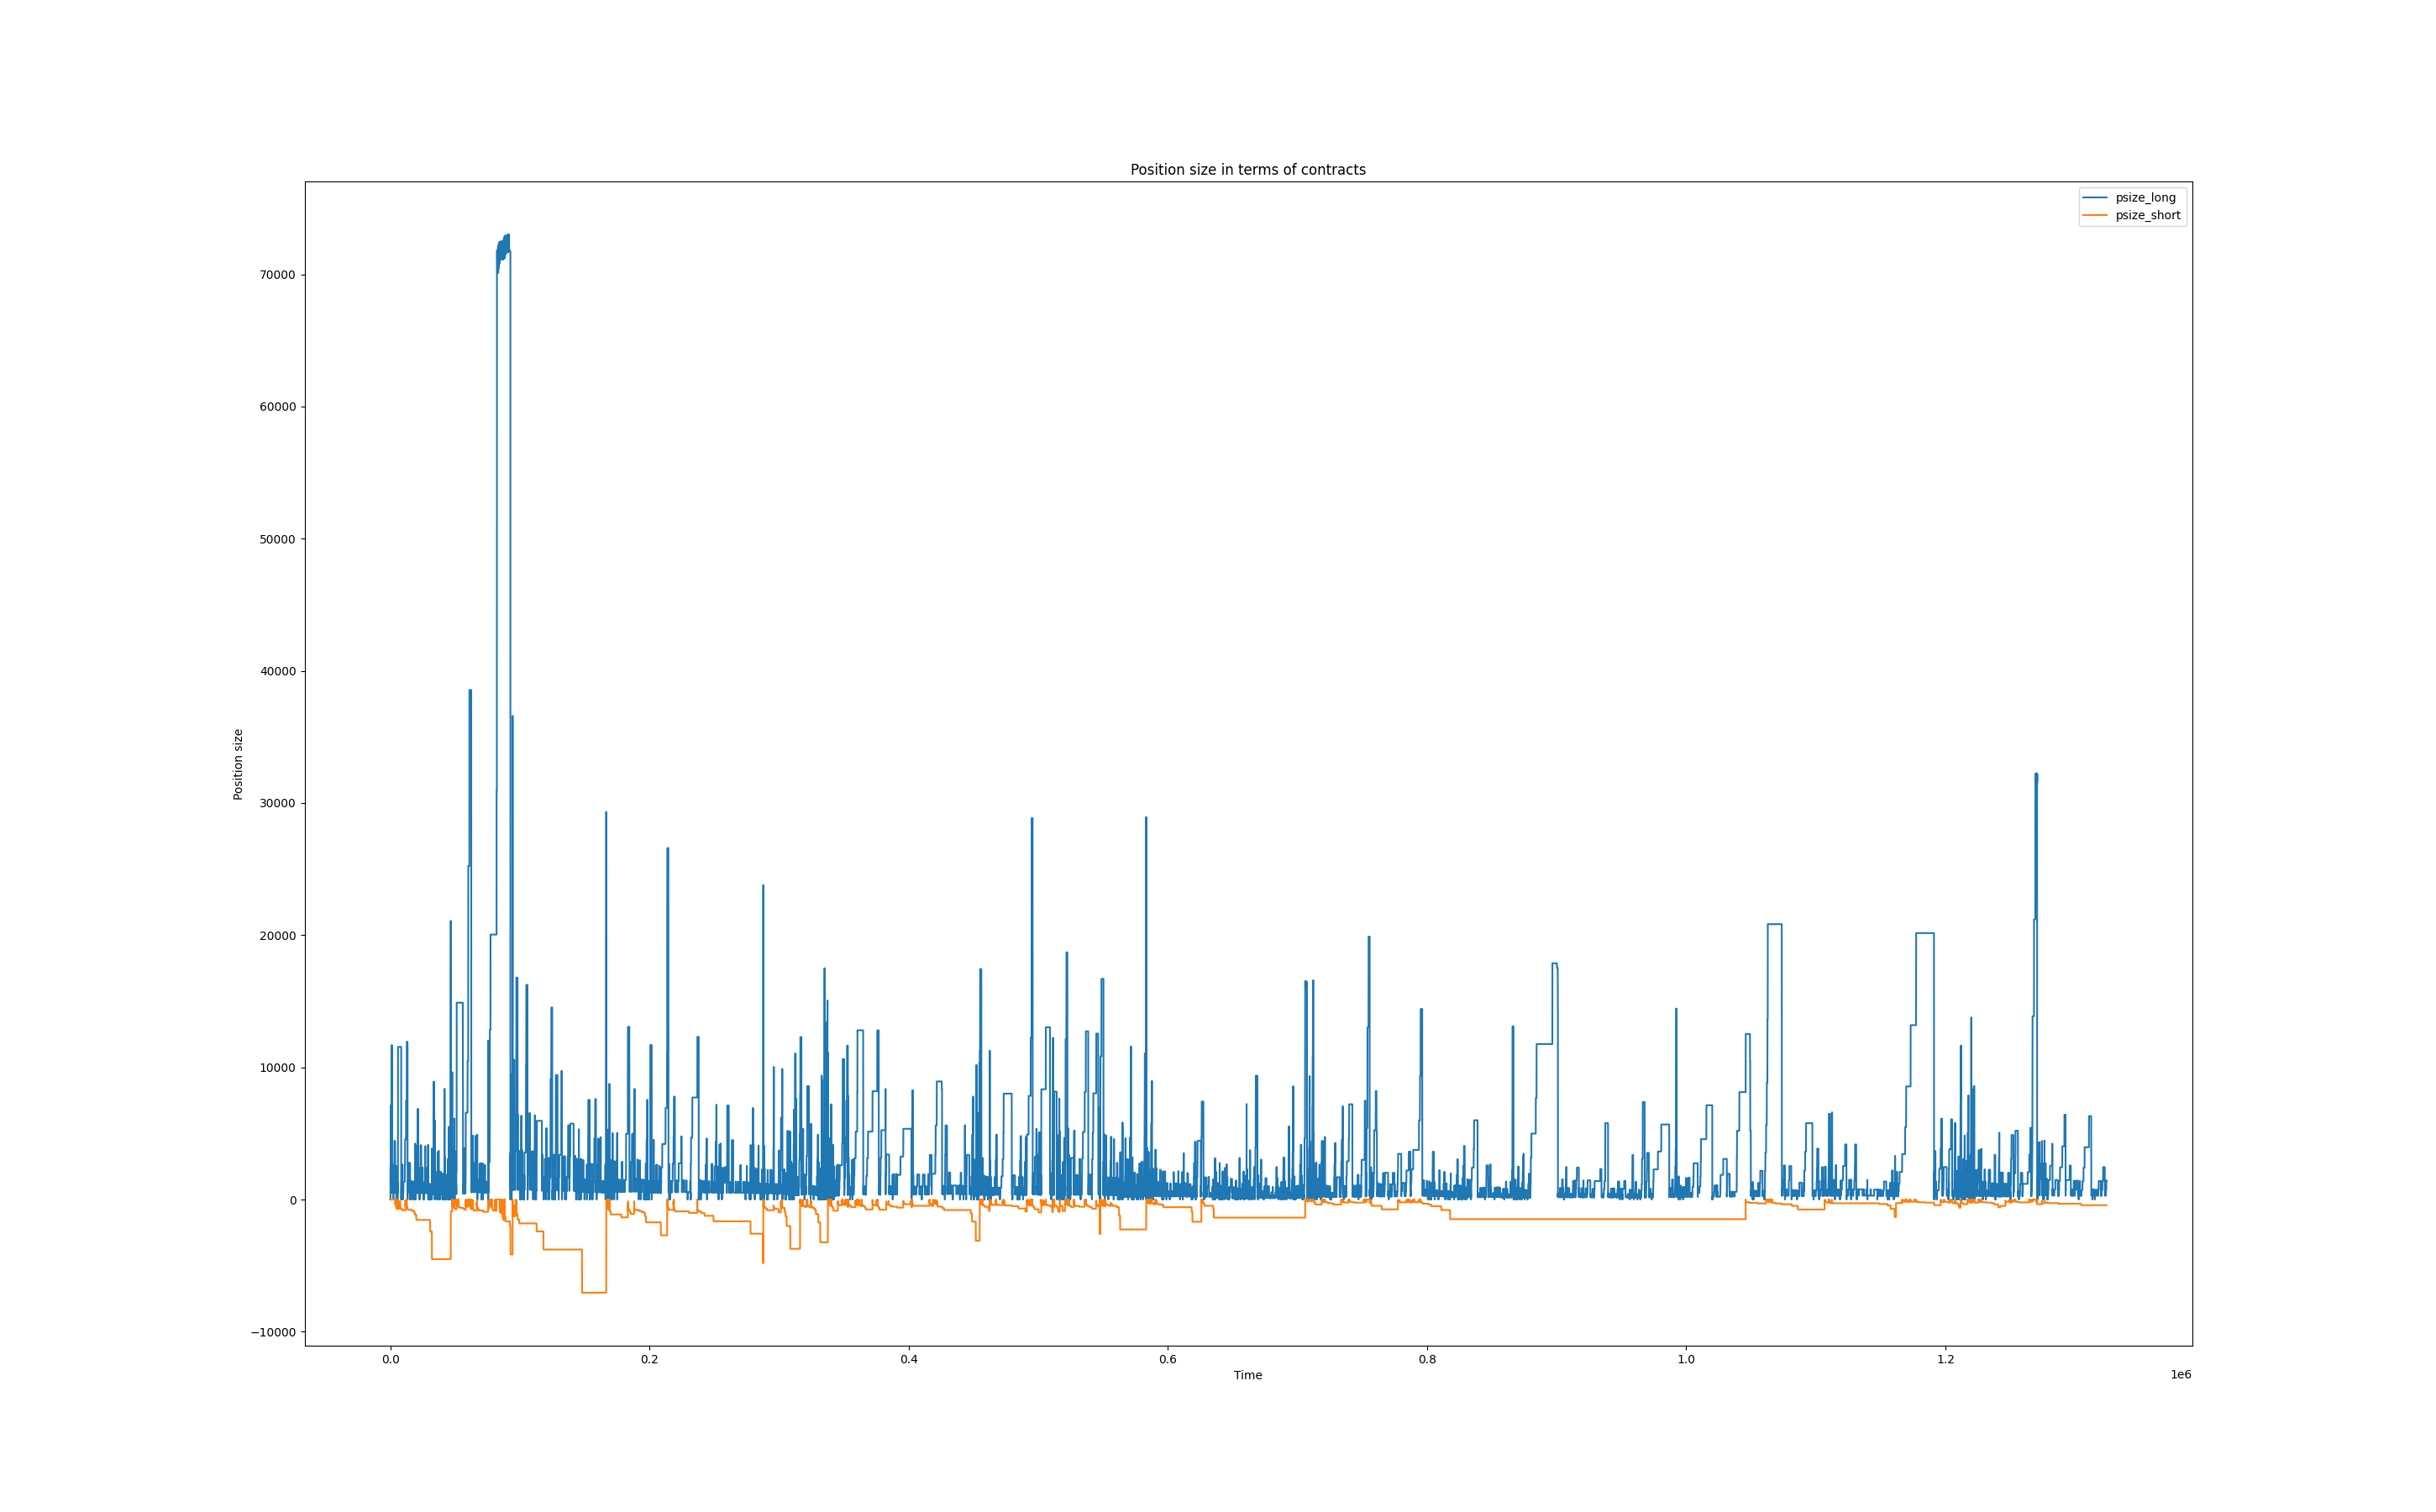 Position size in terms of contracts
psize_long
psize_short
70000
60000
50000
40000
30000
20000
10000
0
−10000
Position size
0.0 0.2 0.4 0.6 0.8 1.0 1.2
Time
1e6